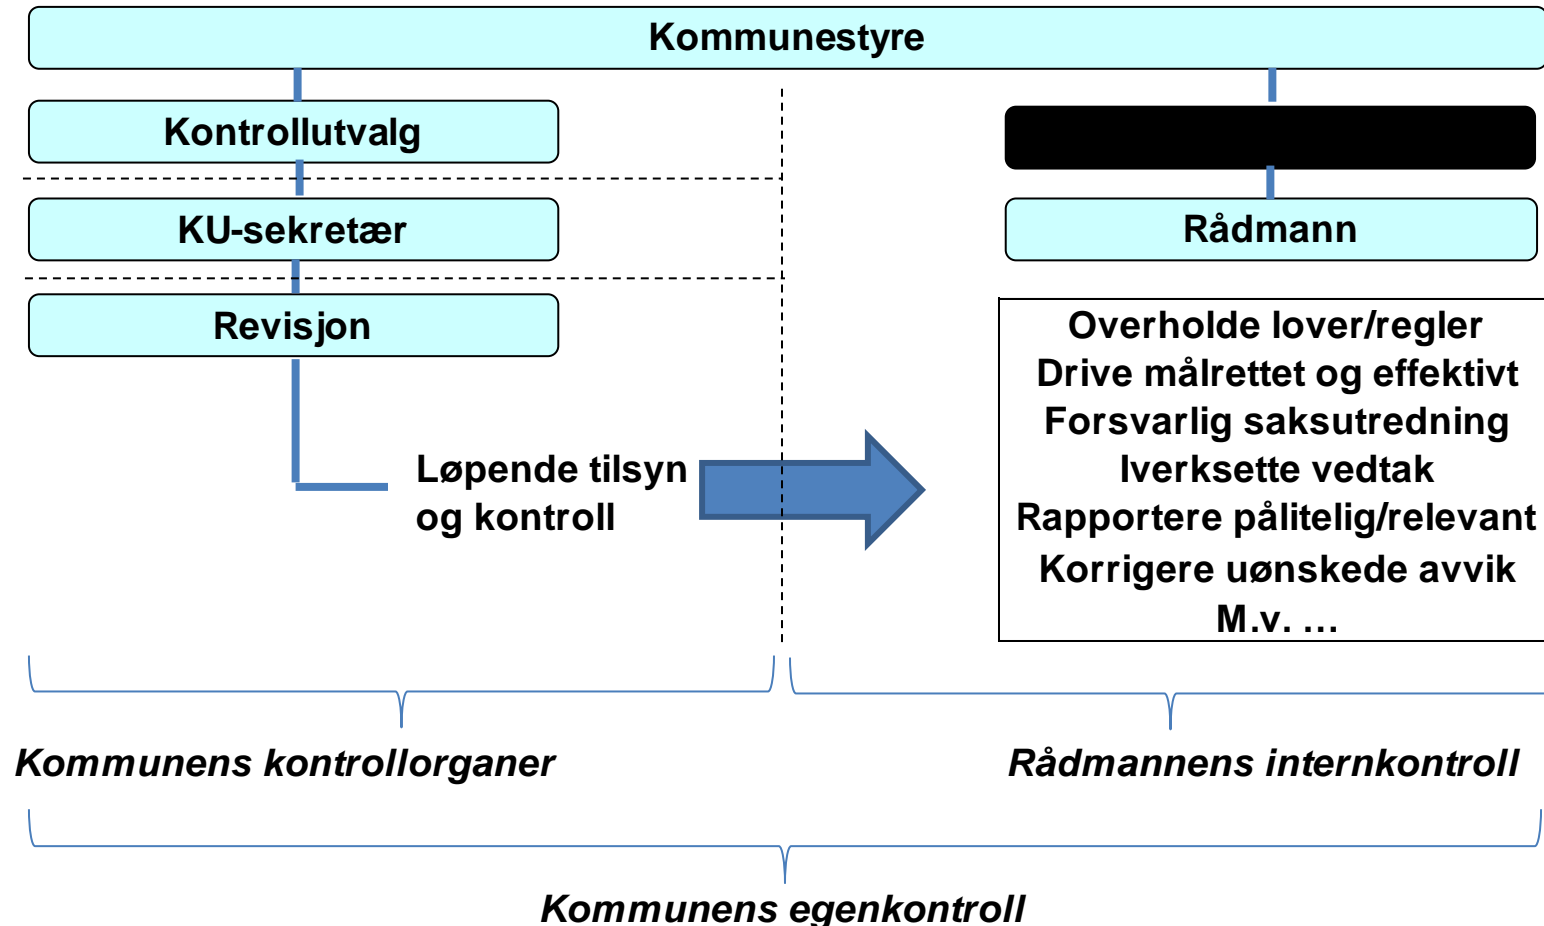 Kommunestyre
Kontrollutvalg
KU-sekretær
Rådmann
Revisjon
Overholde lover/regler
Drive målrettet og effektivt
Forsvarlig saksutredning
Iverksette vedtak
Rapportere pålitelig/relevant
Korrigere uønskede avvik
M.v. …
Løpende tilsyn
og kontroll
Kommunens kontrollorganer
Rådmannens internkontroll
Kommunens egenkontroll